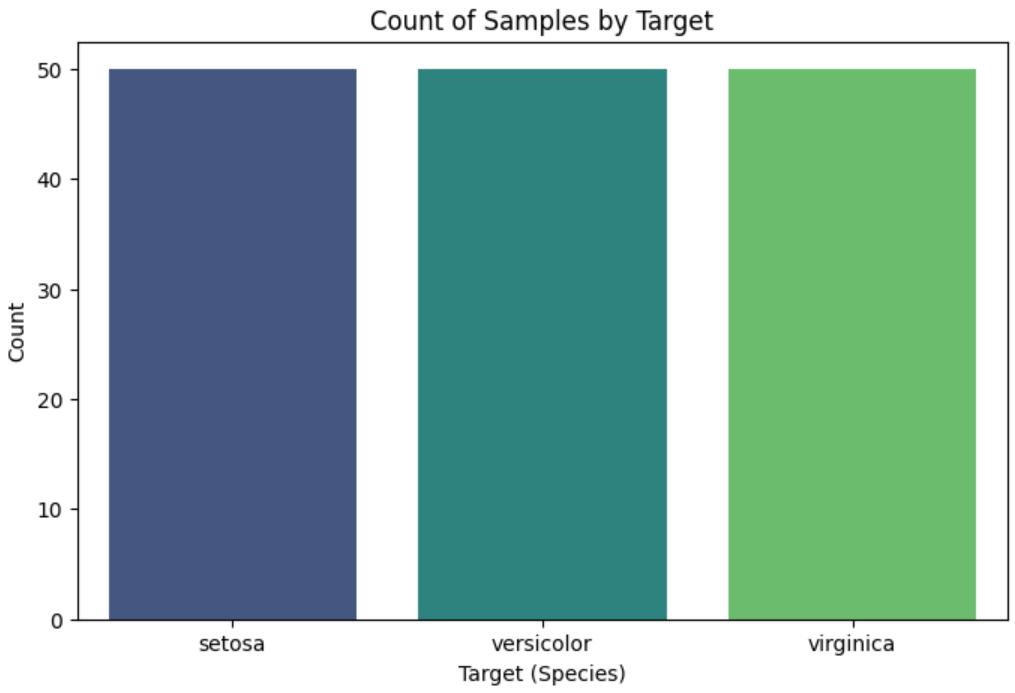 Count of Samples by Target
50
40
30
20
10
0
Count
setosa
versicolor
virginica
Target (Species)